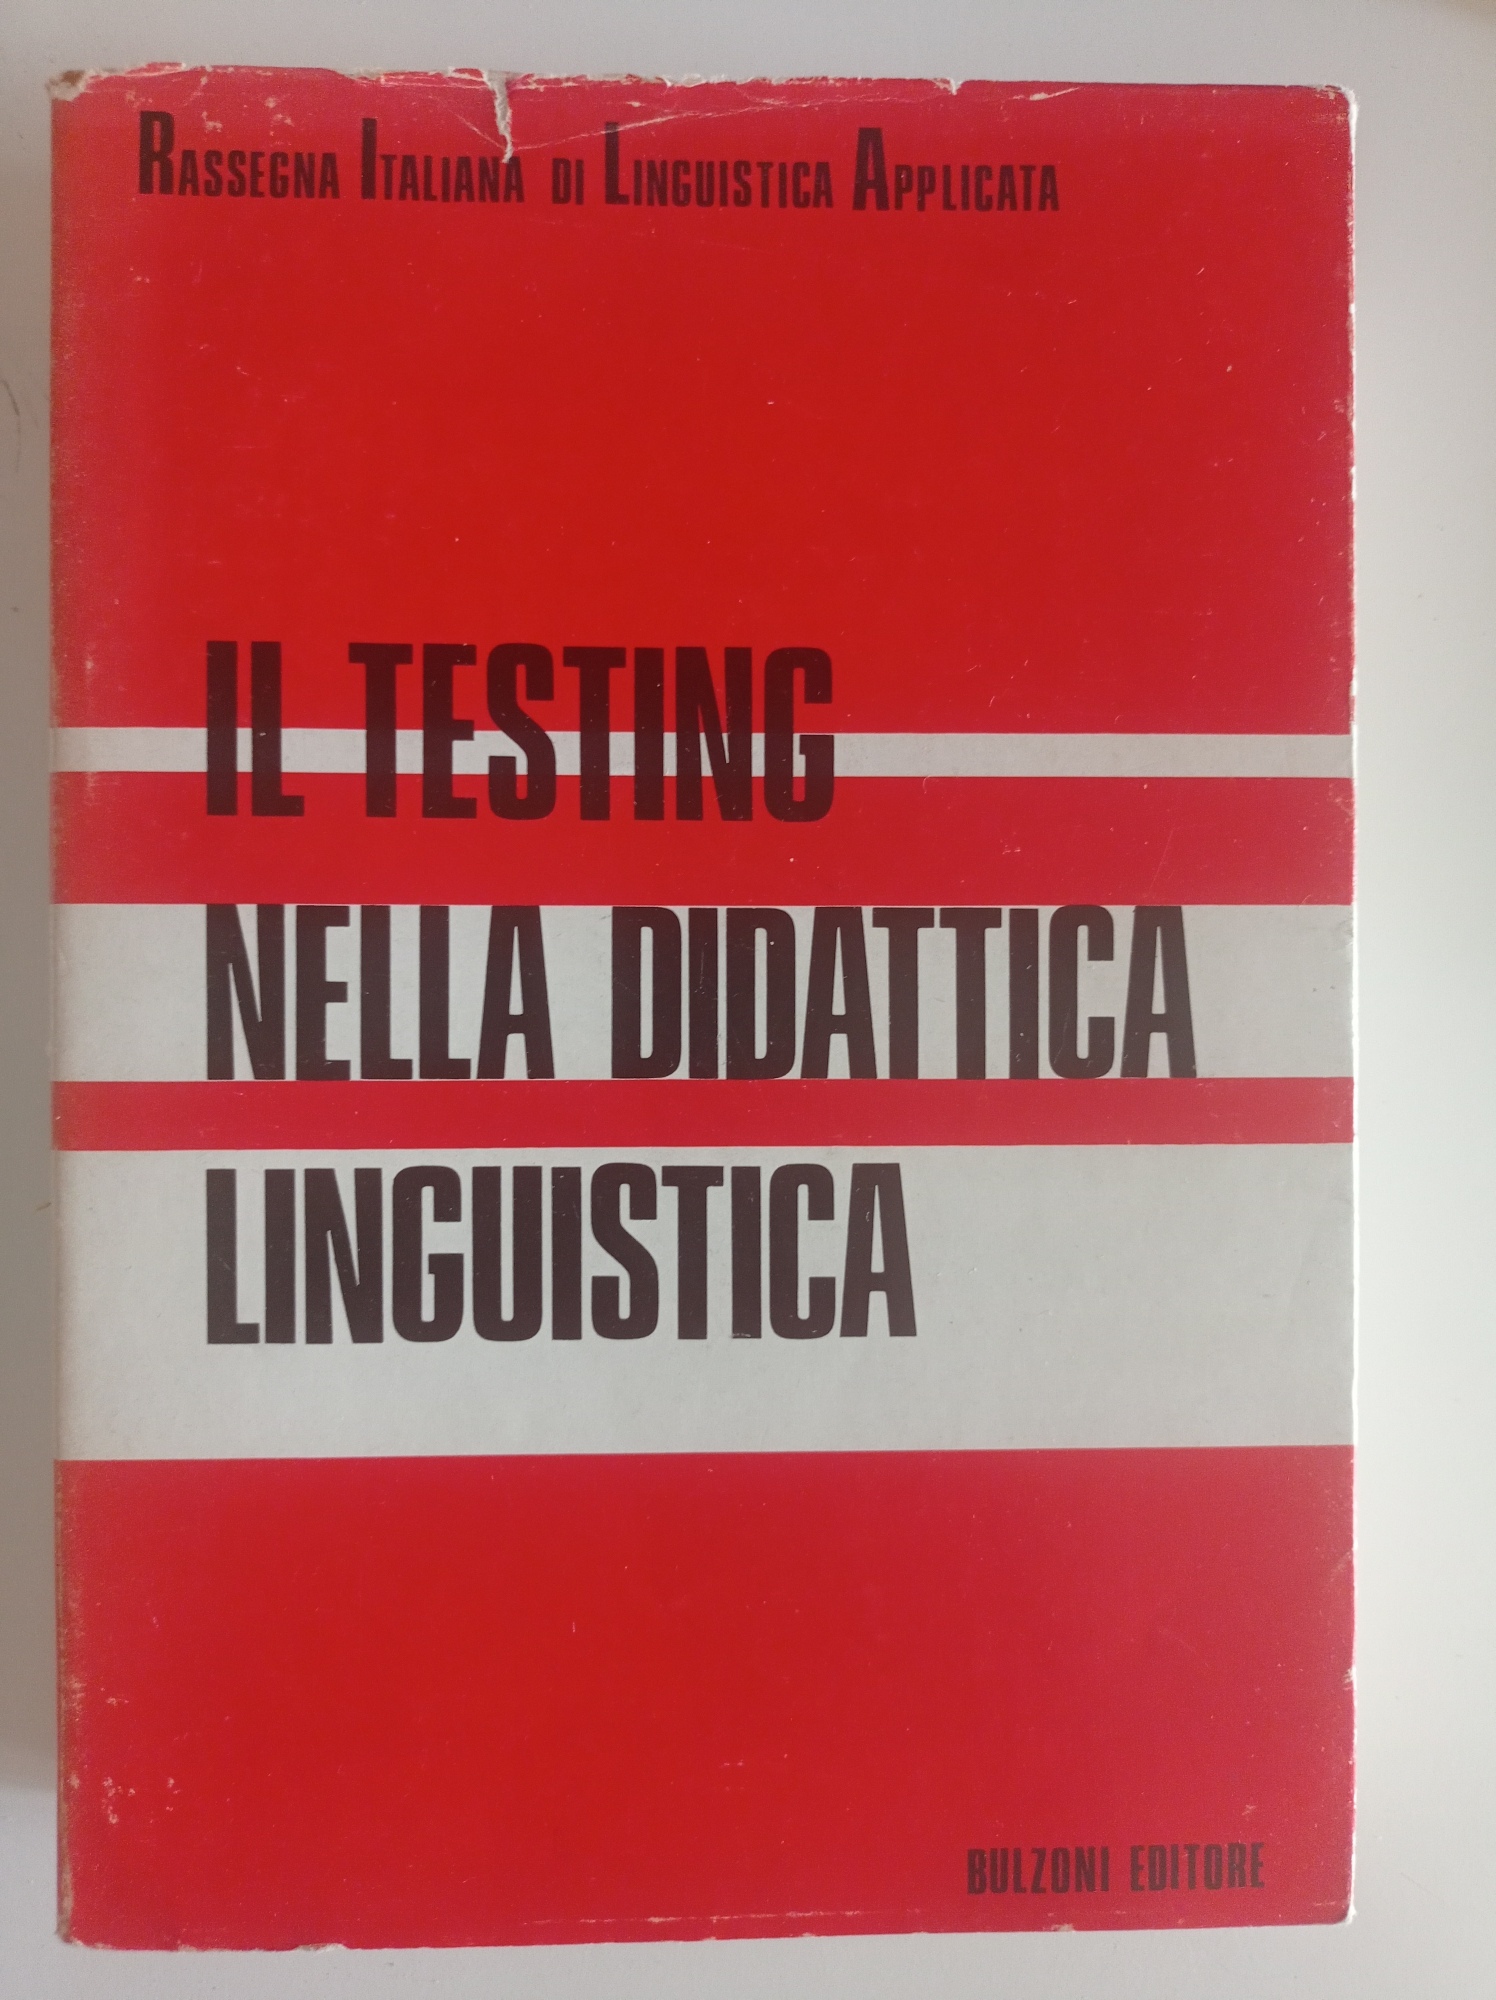 RASSEGNA ITALIANA DI LINGUISTICA APPLICATA
IL TESTING
NELLA DIDATTICA
LINGUISTICA
BULZONI EDITORE